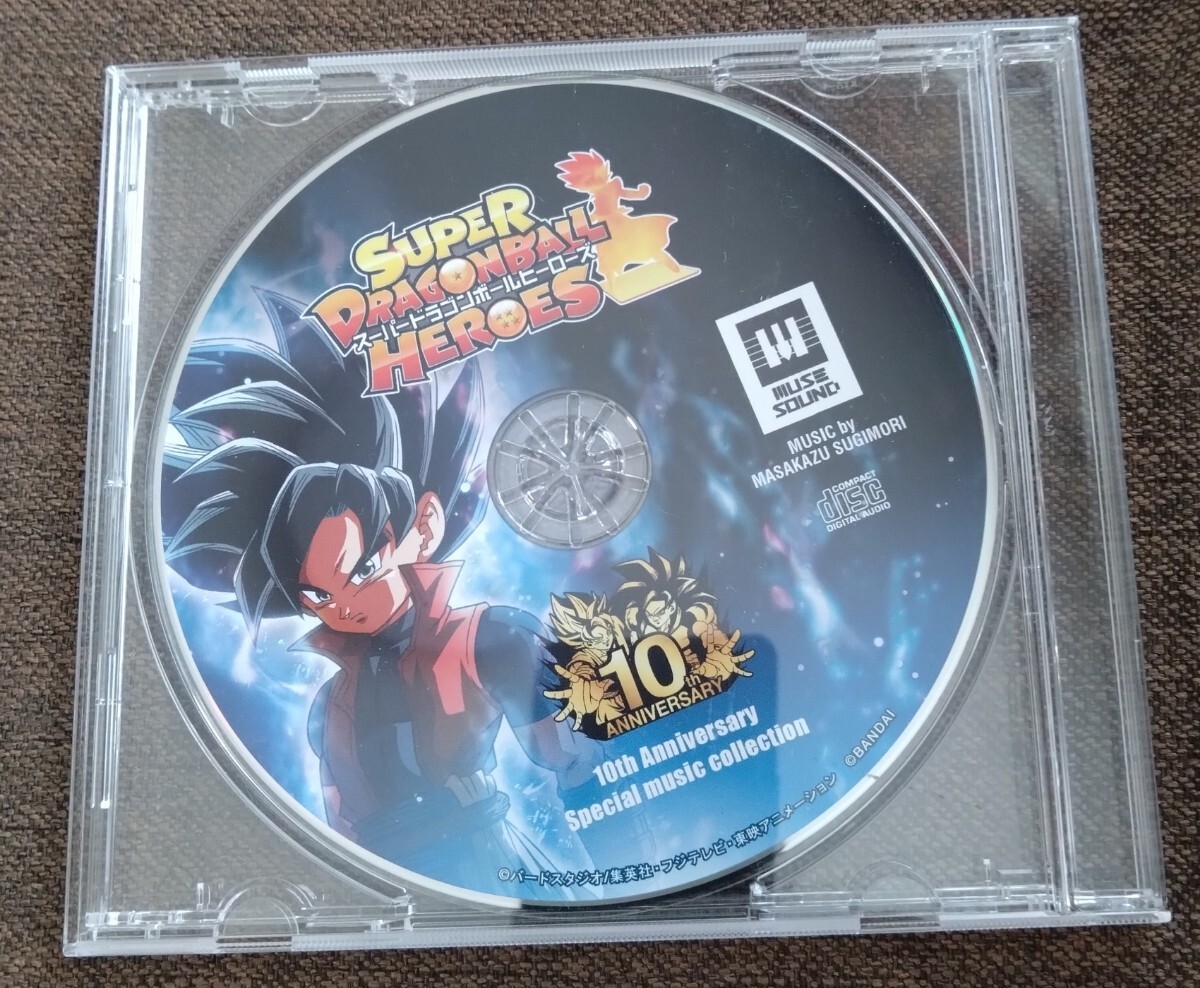 SUPER
DRAGONBALL
スーパードラゴンボールヒーローズ
HEROES
MUSE
SOUND
MUSIC by
MASAKAZU SUGIMORI
COMPACT
disc
DIGITAL AUDIO
10th
ANNIVERSARY
10th Anniversary
Special music collection
©バードスタジオ/集英社・フジテレビ・東映アニメーション ©BANDAI